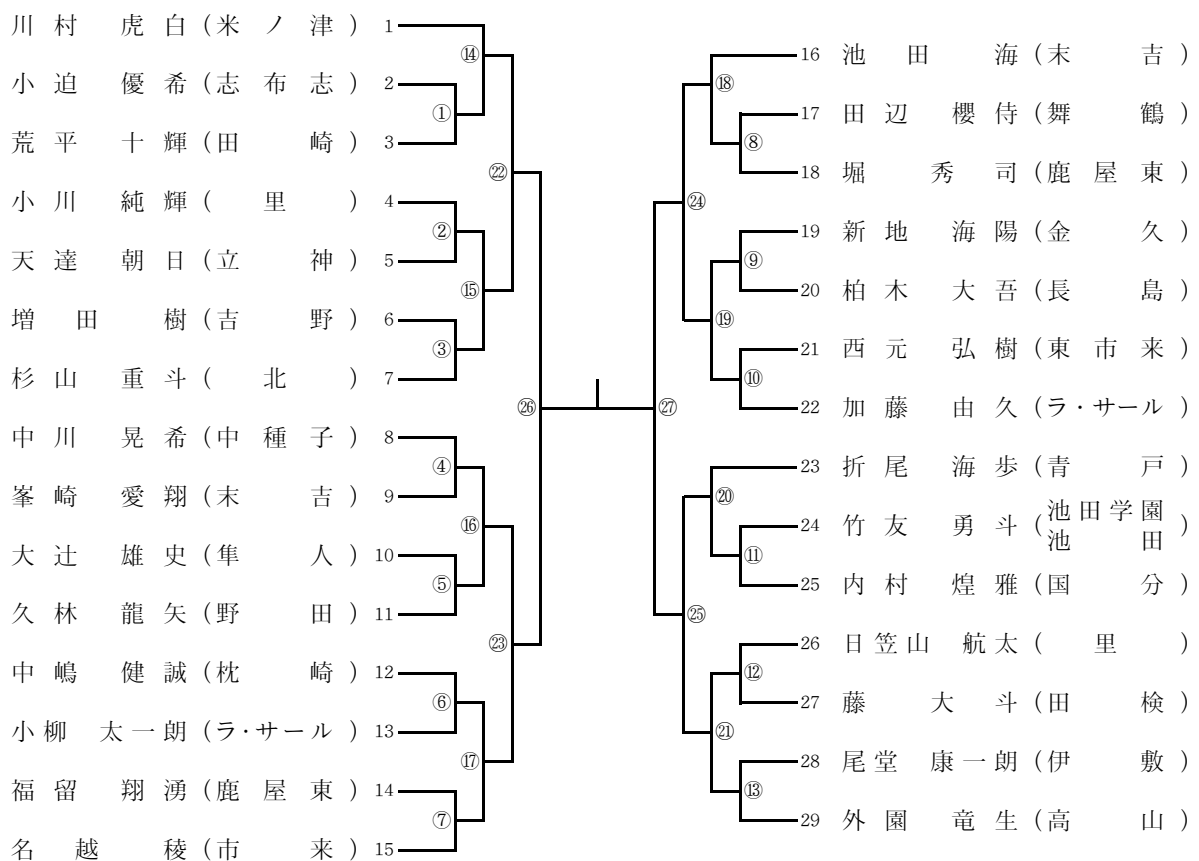 川村 虎白(米ノ津) 1
小迫 優希(志布志) 2
荒平 十輝(田崎) 3
小川 純輝(里) 4
天達 朝日(立神) 5
増田 樹(吉野) 6
杉山 重斗(北) 7
中川 晃希(中種子) 8
峯崎 愛翔(末吉) 9
大辻 雄史(隼人) 10
久林 龍矢(野田) 11
中嶋 健誠(枕崎) 12
小柳 太一朗(ラ・サール) 13
福留 翔湧(鹿屋東) 14
名越 稜(市来) 15
⑭
①
㉒
②
⑮
③
㉖
④
⑯
⑤
㉓
⑥
⑰
⑦
⑱
⑧
㉔
⑨
⑲
⑩
㉗
⑳
⑪
㉕
⑫
㉑
⑬
16 池田 海(末吉)
17 田辺 櫻侍(舞鶴)
18 堀 秀司(鹿屋東)
19 新地 海陽(金久)
20 柏木 大吾(長島)
21 西元 弘樹(東市来)
22 加藤 由久(ラ・サール)
23 折尾 海歩(青戸)
24 竹友 勇斗(池田学園池田)
25 内村 煌雅(国分)
26 日笠山 航太(里)
27 藤 大斗(田検)
28 尾堂 康一朗(伊敷)
29 外園 竜生(高山)